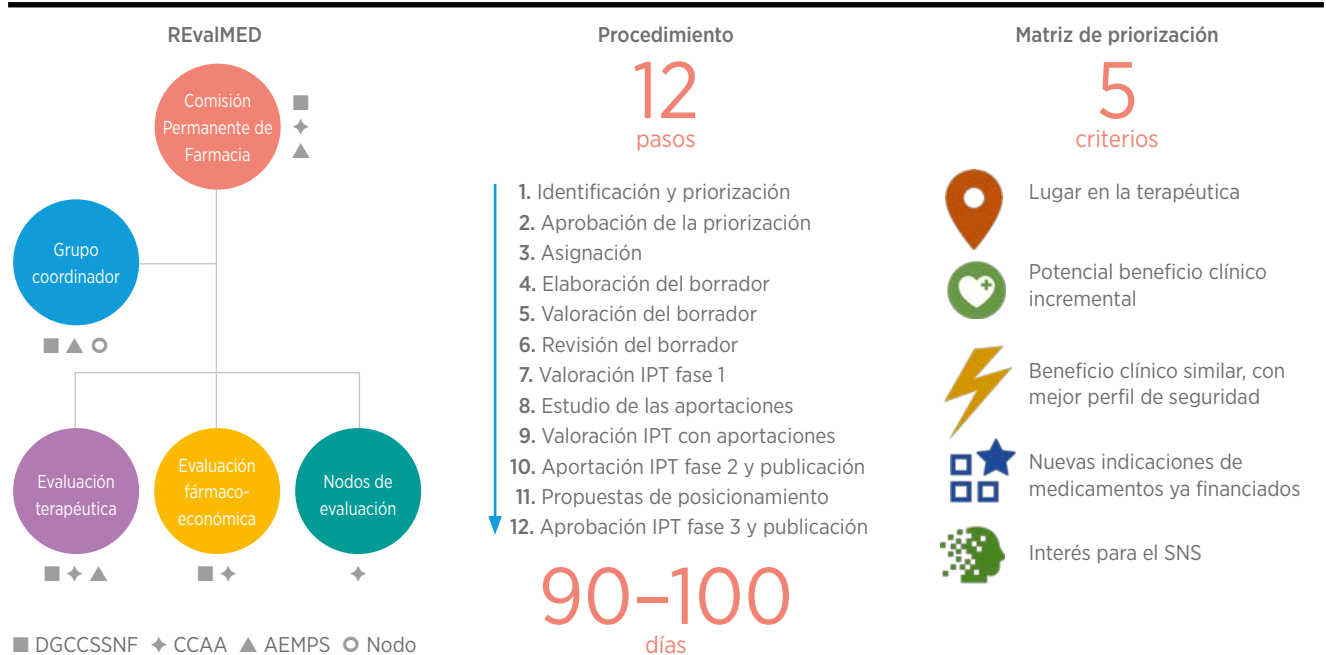 REvalMED
Comisión
Permanente de
Farmacia
Grupo
coordinador
Evaluación
terapéutica
Evaluación
fármaco-
económica
Nodos de
evaluación
DGCCSSNF CCAA AEMPS Nodo
Procedimiento
12
pasos
1. Identificación y priorización
2. Aprobación de la priorización
3. Asignación
4. Elaboración del borrador
5. Valoración del borrador
6. Revisión del borrador
7. Valoración IPT fase 1
8. Estudio de las aportaciones
9. Valoración IPT con aportaciones
10. Aportación IPT fase 2 y publicación
11. Propuestas de posicionamiento
12. Aprobación IPT fase 3 y publicación
90–100
días
Matriz de priorización
5
criterios
Lugar en la terapéutica
Potencial beneficio clínico
incremental
Beneficio clínico similar, con
mejor perfil de seguridad
Nuevas indicaciones de
medicamentos ya financiados
Interés para el SNS